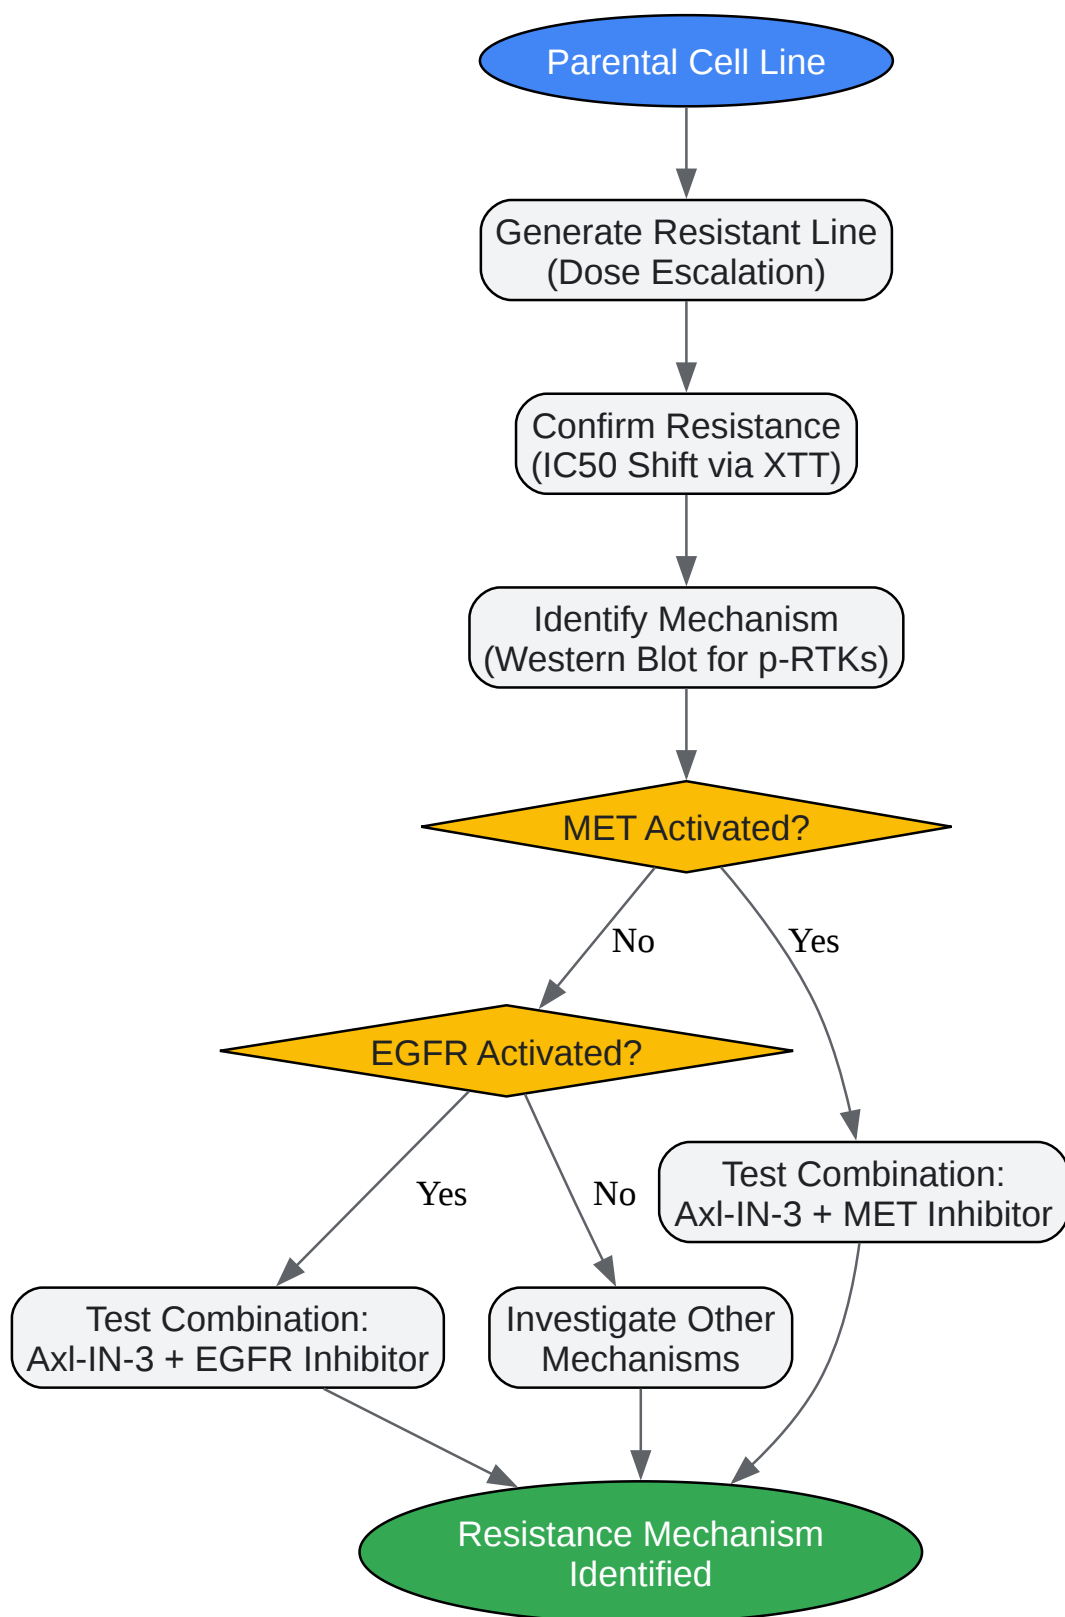 Parental Cell Line
Generate Resistant Line
(Dose Escalation)
Confirm Resistance
(IC50 Shift via XTT)
Identify Mechanism
(Western Blot for p-RTKs)
MET Activated?
No
Yes
EGFR Activated?
Yes
No
Test Combination:
Axl-IN-3 + MET Inhibitor
Test Combination:
Axl-IN-3 + EGFR Inhibitor
Investigate Other
Mechanisms
Resistance Mechanism
Identified